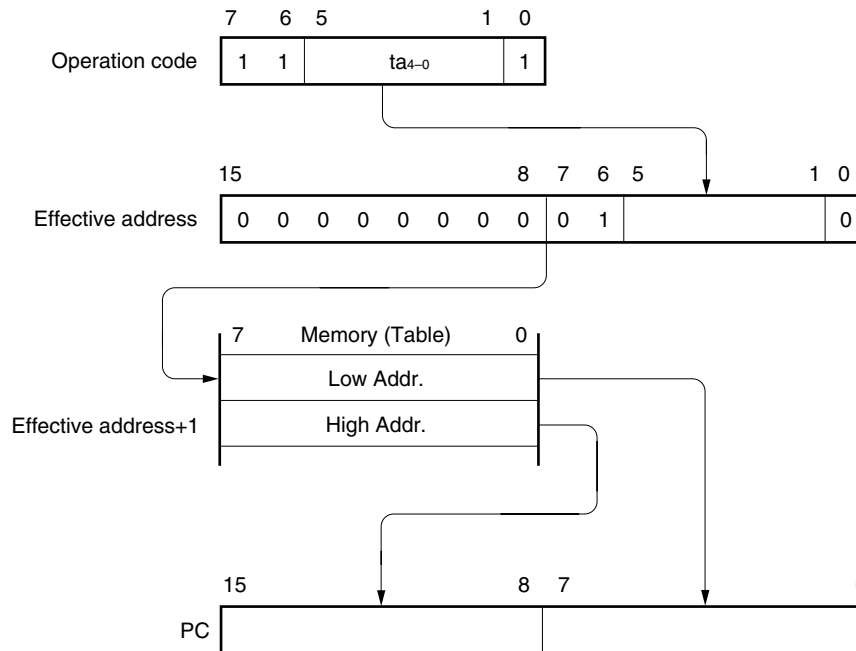 7 6 5 1 0
Operation code 1 1 ta4–0 1
15 8 7 6 5 1 0
Effective address 0 0 0 0 0 0 0 0 0 1 0
7 Memory (Table) 0
Low Addr.
Effective address+1 High Addr.
15 8 7
PC